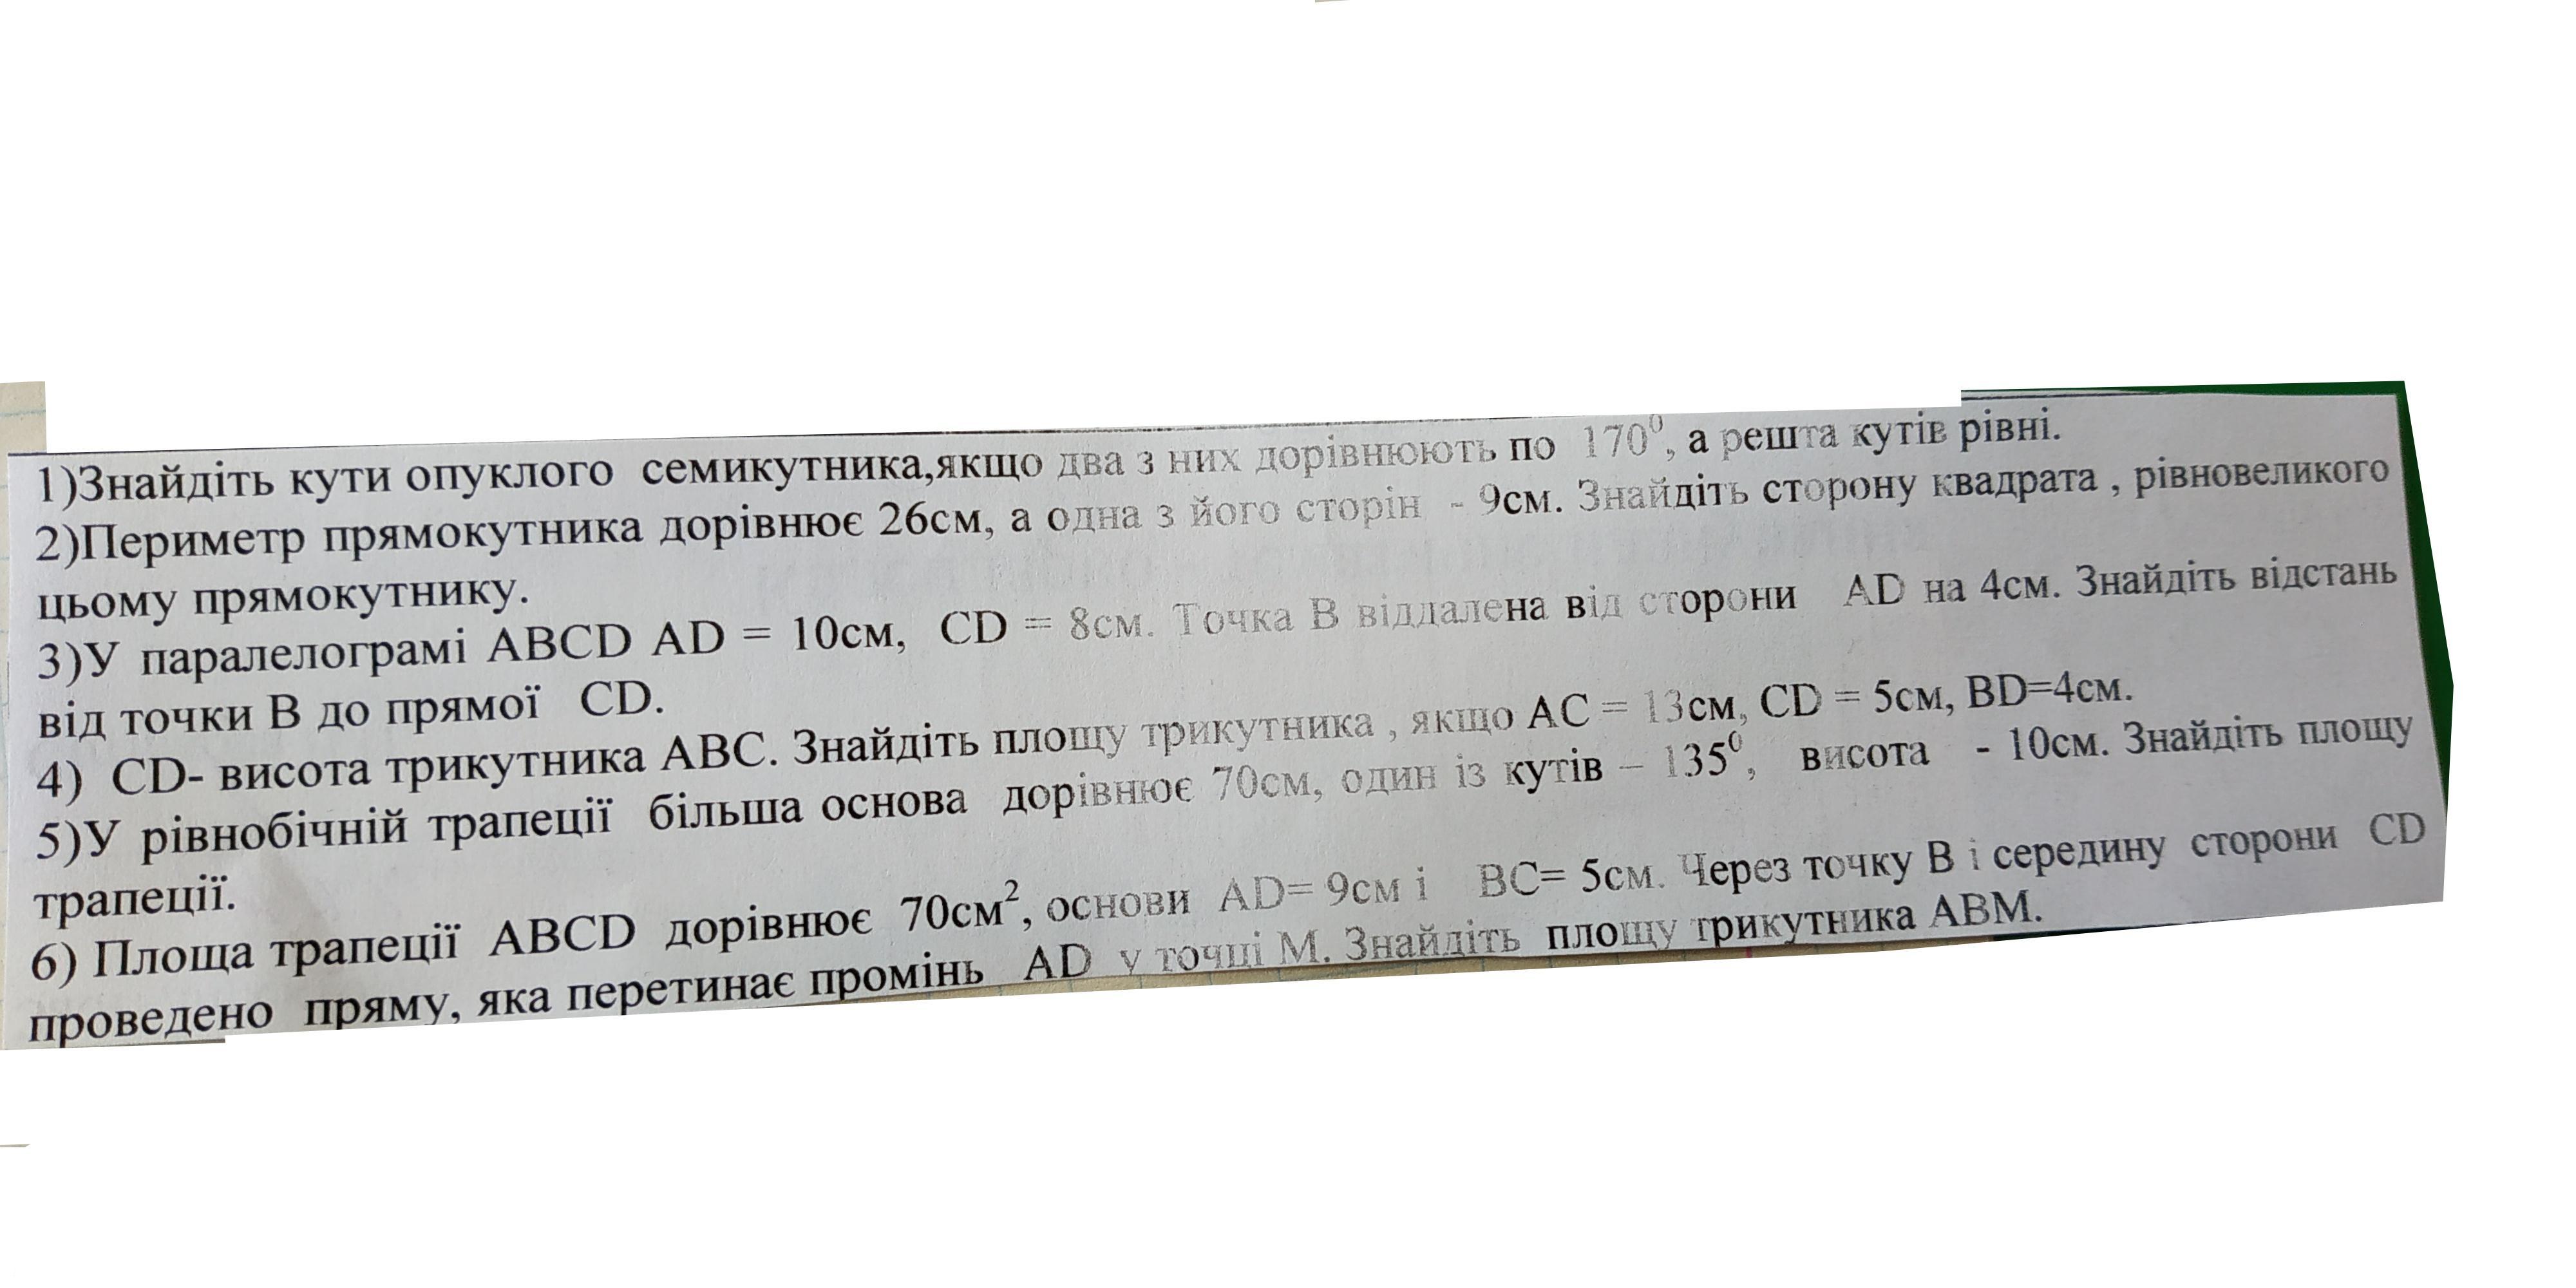 1)Знайдіть кути опуклого семикутника,якщо два з них дорівнюють по 170⁰, а решта кутів рівні.
2)Периметр прямокутника дорівнює 26см, а одна з його сторін - 9см. Знайдіть сторону квадрата , рівновеликого
цьому прямокутнику.
3)У паралелограмі ABCD AD = 10см, CD = 8см. Точка В віддалена від сторони AD на 4см. Знайдіть відстань
від точки В до прямої CD.
4) CD- висота трикутника АВС. Знайдіть площу трикутника , якщо АС = 13см, CD = 5см, BD=4см.
5)У рівнобічній трапеції більша основа дорівнює 70см, один із кутів – 135⁰, висота - 10см. Знайдіть площу
трапеції.
6) Площа трапеції ABCD дорівнює 70см², основи AD= 9см і ВС= 5см. Через точку В і середину сторони CD
проведено пряму, яка перетинає промінь AD у точці М. Знайдіть площу трикутника АВМ.